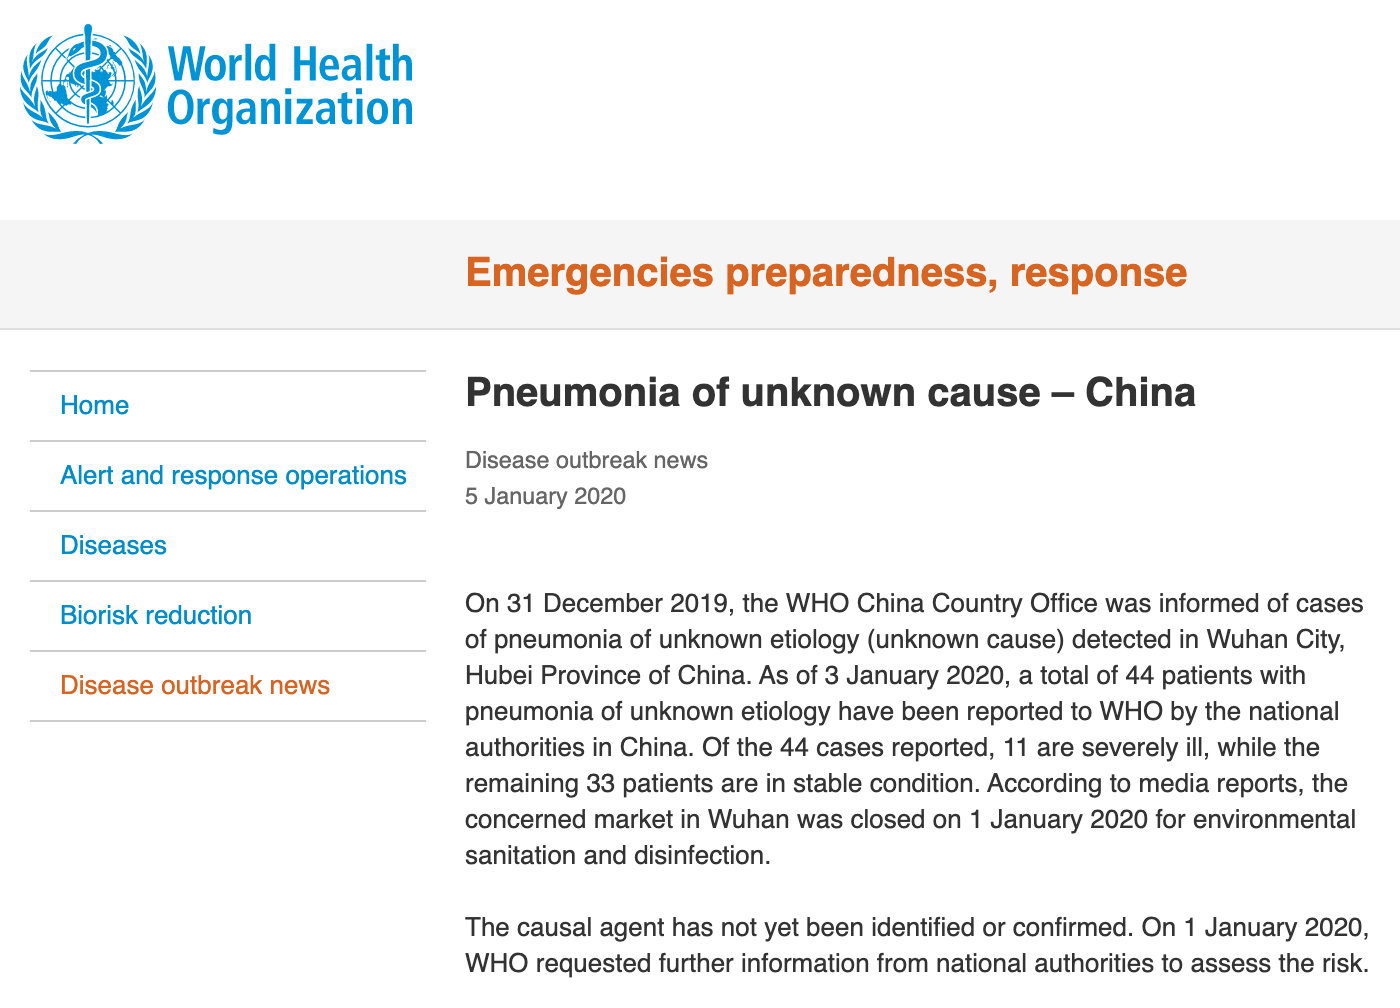 World Health
Organization
Emergencies preparedness, response
Home
Alert and response operations
Diseases
Biorisk reduction
Disease outbreak news
Pneumonia of unknown cause – China
Disease outbreak news
5 January 2020
On 31 December 2019, the WHO China Country Office was informed of cases
of pneumonia of unknown etiology (unknown cause) detected in Wuhan City,
Hubei Province of China. As of 3 January 2020, a total of 44 patients with
pneumonia of unknown etiology have been reported to WHO by the national
authorities in China. Of the 44 cases reported, 11 are severely ill, while the
remaining 33 patients are in stable condition. According to media reports, the
concerned market in Wuhan was closed on 1 January 2020 for environmental
sanitation and disinfection.
The causal agent has not yet been identified or confirmed. On 1 January 2020,
WHO requested further information from national authorities to assess the risk.